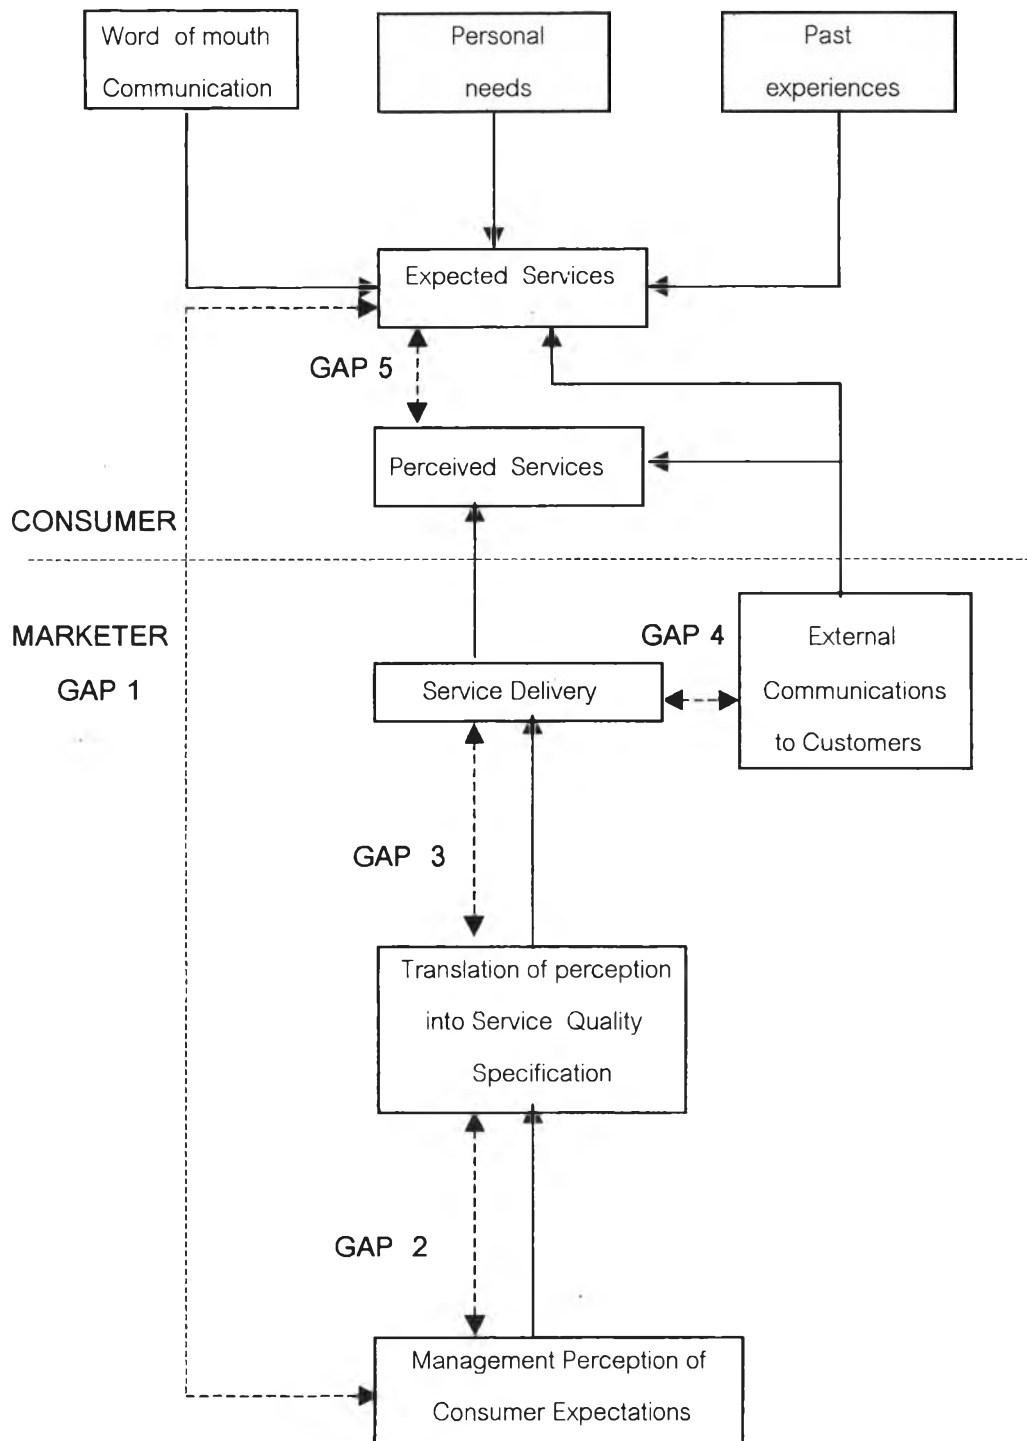 Word of mouth
Communication
Personal
needs
Past
experiences
Expected Services
GAP 5
Perceived Services
CONSUMER
MARKETER
GAP 1
GAP 4
External
Communications
to Customers
Service Delivery
GAP 3
Translation of perception
into Service Quality
Specification
GAP 2
Management Perception of
Consumer Expectations